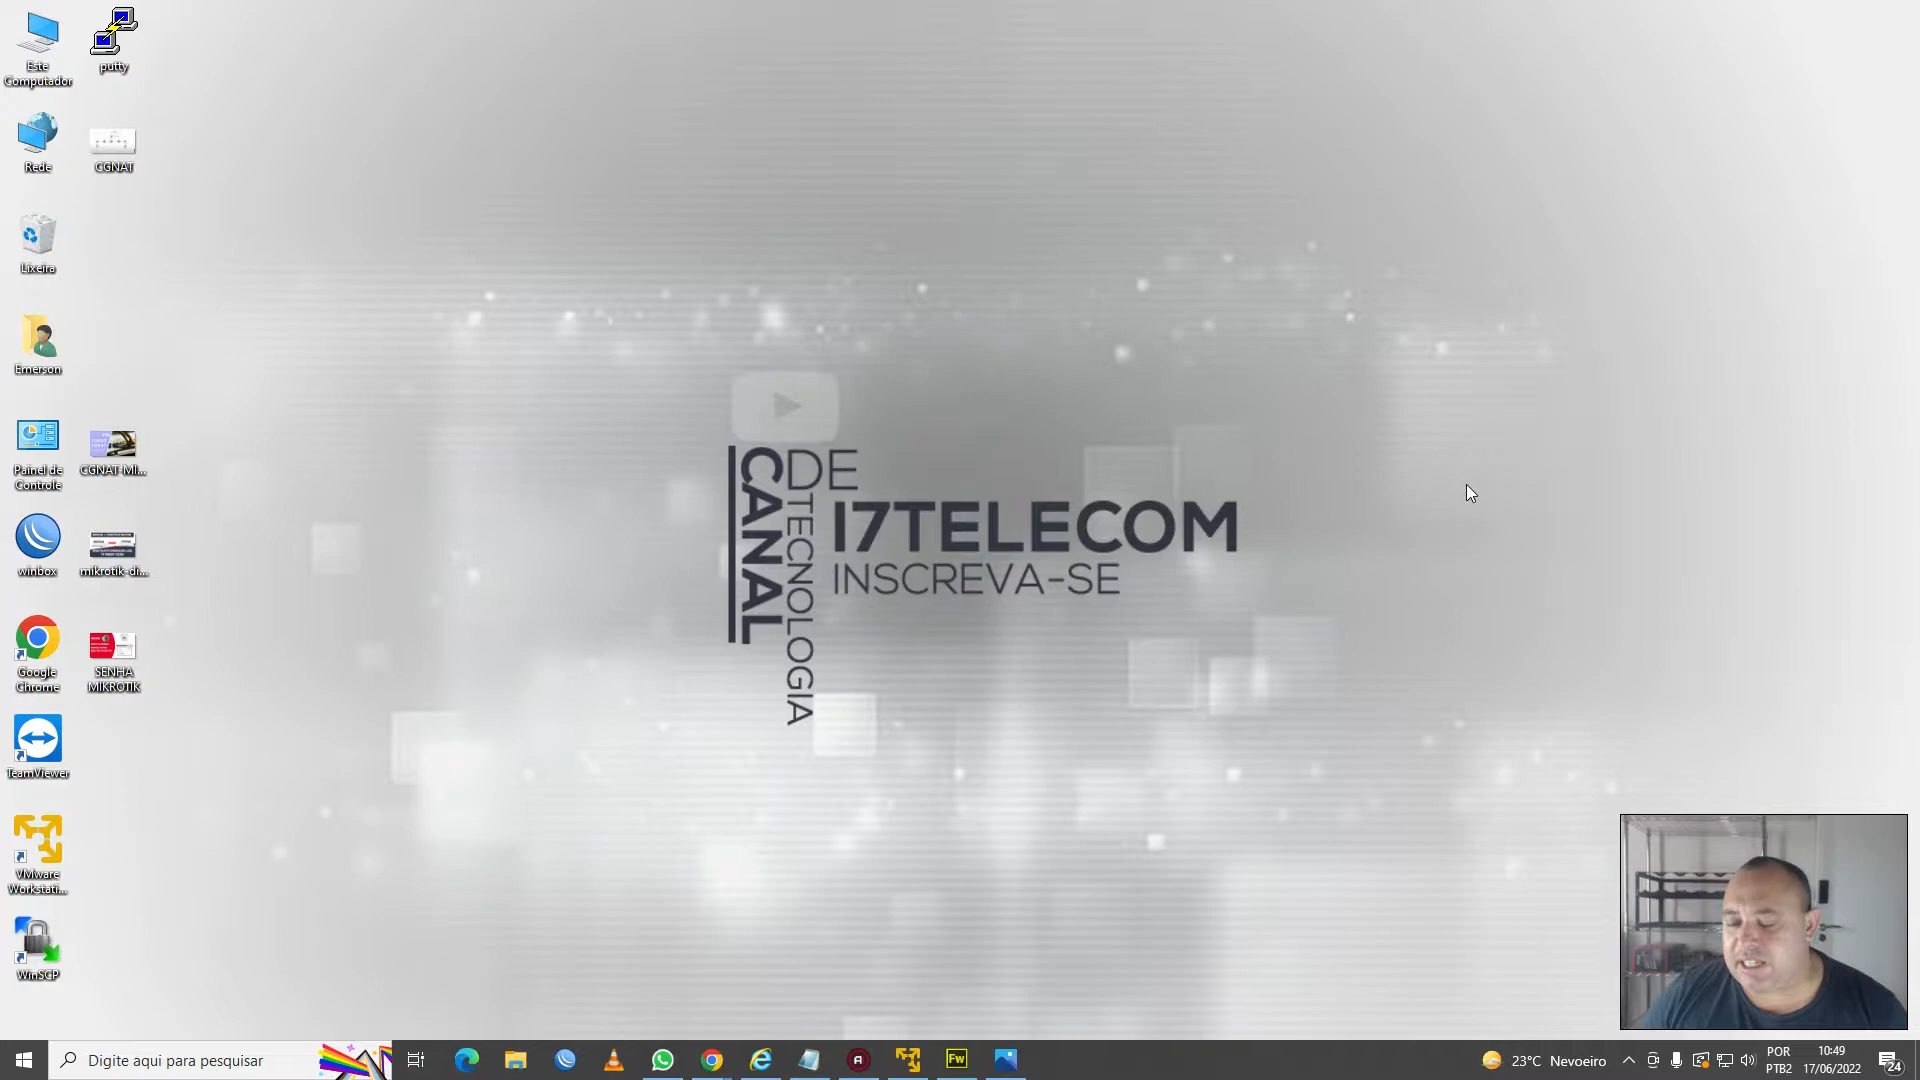 Este
Computador
putty
Rede
CGNAT
Lixeira
Emerson
Painel de
Controle
CGNAT-MI...
winbox
mikrotik-di...
Google
Chrome
SENHA
MIKROTIK
TeamViewer
VMware
Workstati...
WinSCP
CANAL
DE
TECNOLOGIA
I7TELECOM
INSCREVA-SE
Digite aqui para pesquisar
Fw
23°C Nevoeiro
POR
PTB2
10:49
17/06/2022
24